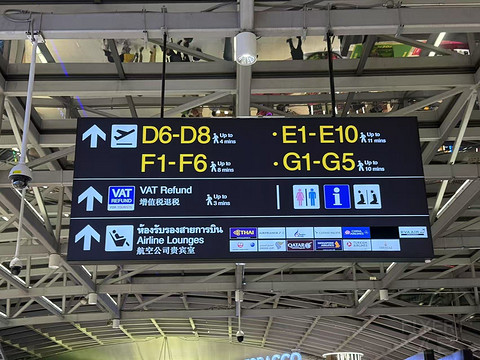 D6-D8 Up to 4 mins • E1-E10 Up to 11 mins
F1-F6 Up to 8 mins • G1-G5 Up to 10 mins
VAT VAT Refund Up to 3 mins
增值税退税
ห้องรับรองสายการบิน THAI
Airline Lounges QATAR
航空公司贵宾室